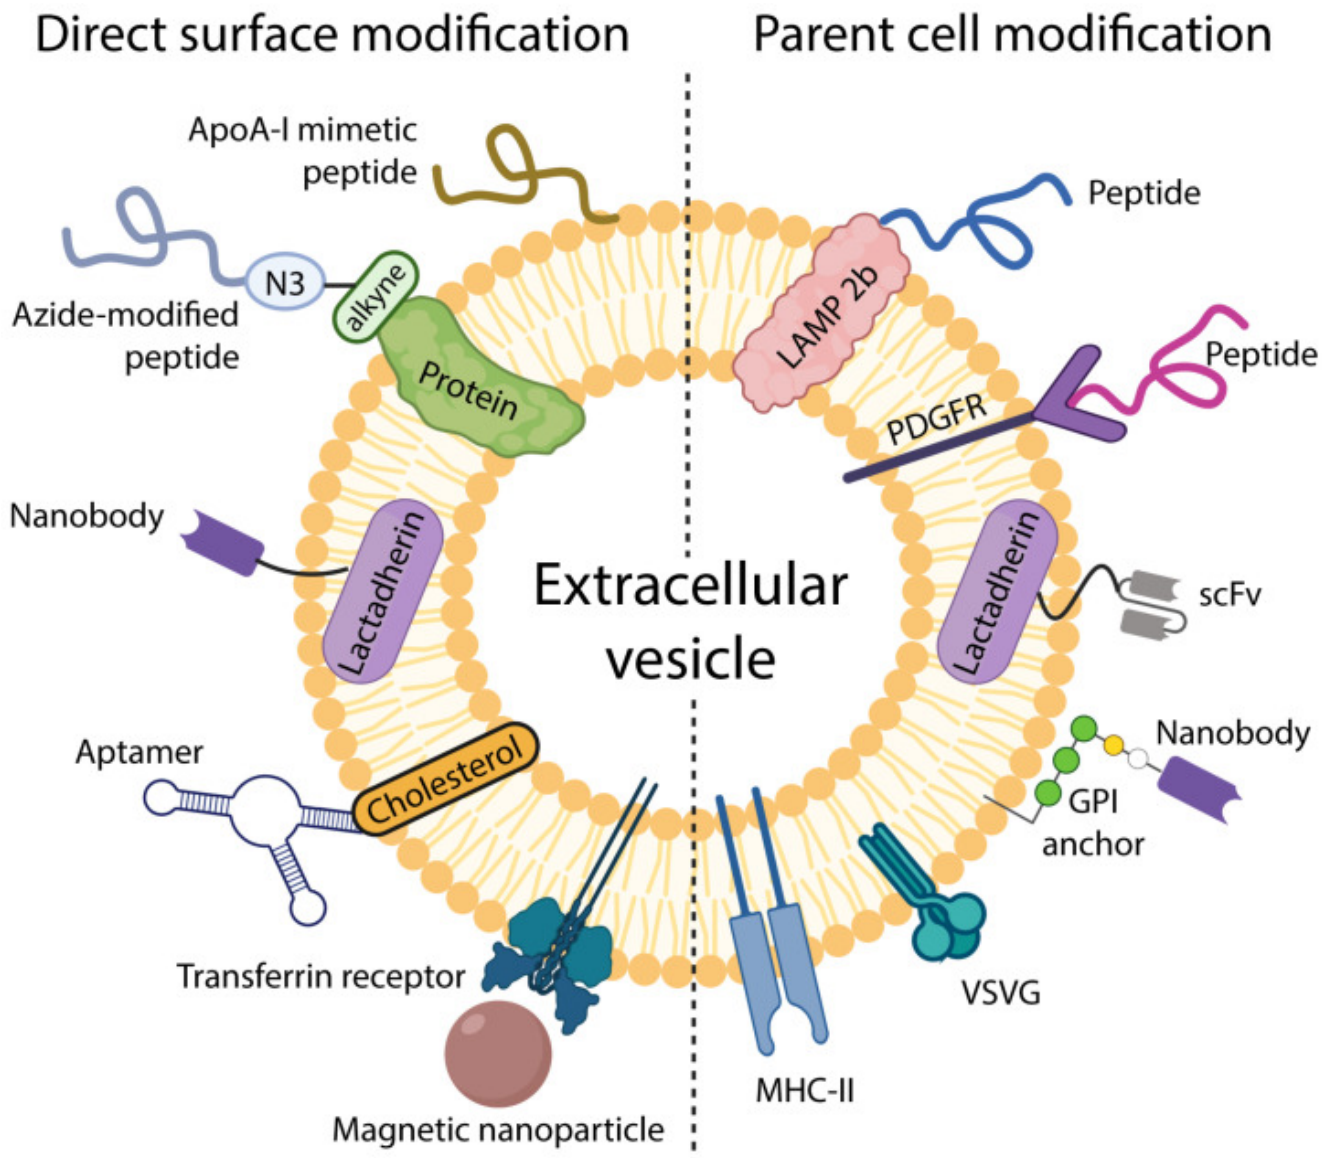 Direct surface modification
Parent cell modification
ApoA-I mimetic
peptide
N3
alkyne
Azide-modified
peptide
Protein
Nanobody
Lactadherin
Aptamer
Cholesterol
Transferrin receptor
Magnetic nanoparticle
Extracellular
vesicle
Peptide
LAMP 2b
Peptide
PDGFR
Lactadherin
scFv
Nanobody
GPI
anchor
VSVG
MHC-II